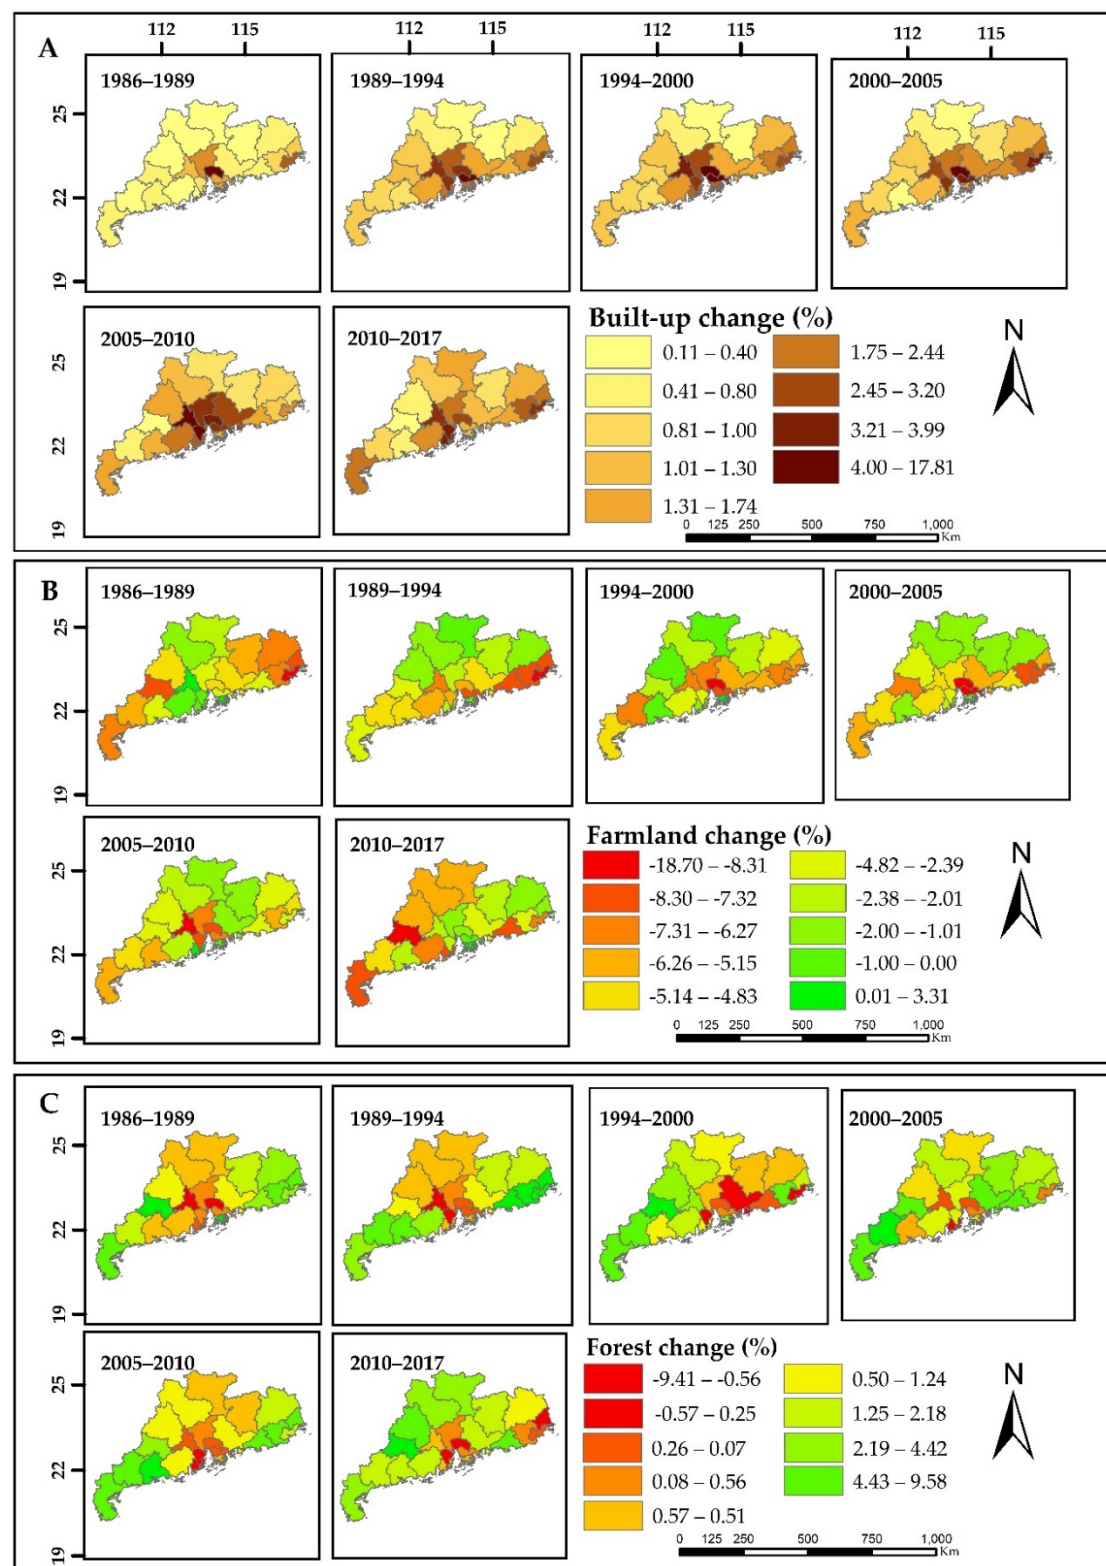 112 115 112 115 112 115 112 115
A
1986–1989 1989–1994 1994–2000 2000–2005
25
22
19
2005–2010 2010–2017
25
22
19
Built-up change (%)
0.11 – 0.40 1.75 – 2.44
0.41 – 0.80 2.45 – 3.20
0.81 – 1.00 3.21 – 3.99
1.01 – 1.30 4.00 – 17.81
1.31 – 1.74
N
0 125 250 500 750 1,000
Km
B
1986–1989 1989–1994 1994–2000 2000–2005
25
22
19
2005–2010 2010–2017
25
22
19
Farmland change (%)
-18.70 – -8.31 -4.82 – -2.39
-8.30 – -7.32 -2.38 – -2.01
-7.31 – -6.27 -2.00 – -1.01
-6.26 – -5.15 -1.00 – 0.00
-5.14 – -4.83 0.01 – 3.31
N
0 125 250 500 750 1,000
Km
C
1986–1989 1989–1994 1994–2000 2000–2005
25
22
19
2005–2010 2010–2017
25
22
19
Forest change (%)
-9.41 – -0.56 0.50 – 1.24
-0.57 – 0.25 1.25 – 2.18
0.26 – 0.07 2.19 – 4.42
0.08 – 0.56 4.43 – 9.58
0.57 – 0.51
N
0 125 250 500 750 1,000
Km